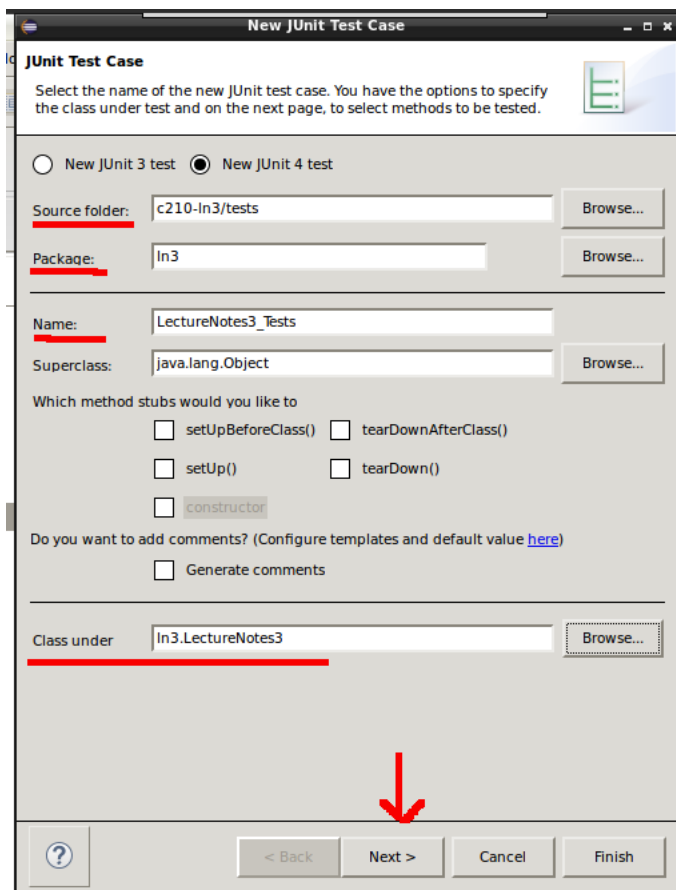 New JUnit Test Case
JUnit Test Case
Select the name of the new JUnit test case. You have the options to specify
the class under test and on the next page, to select methods to be tested.
New JUnit 3 test New JUnit 4 test
Source folder: c210-ln3/tests Browse...
Package: ln3 Browse...
Name: LectureNotes3_Tests
Superclass: java.lang.Object Browse...
Which method stubs would you like to
setUpBeforeClass() tearDownAfterClass()
setUp() tearDown()
constructor
Do you want to add comments? (Configure templates and default value here)
Generate comments
Class under ln3.LectureNotes3 Browse...
? < Back Next > Cancel Finish